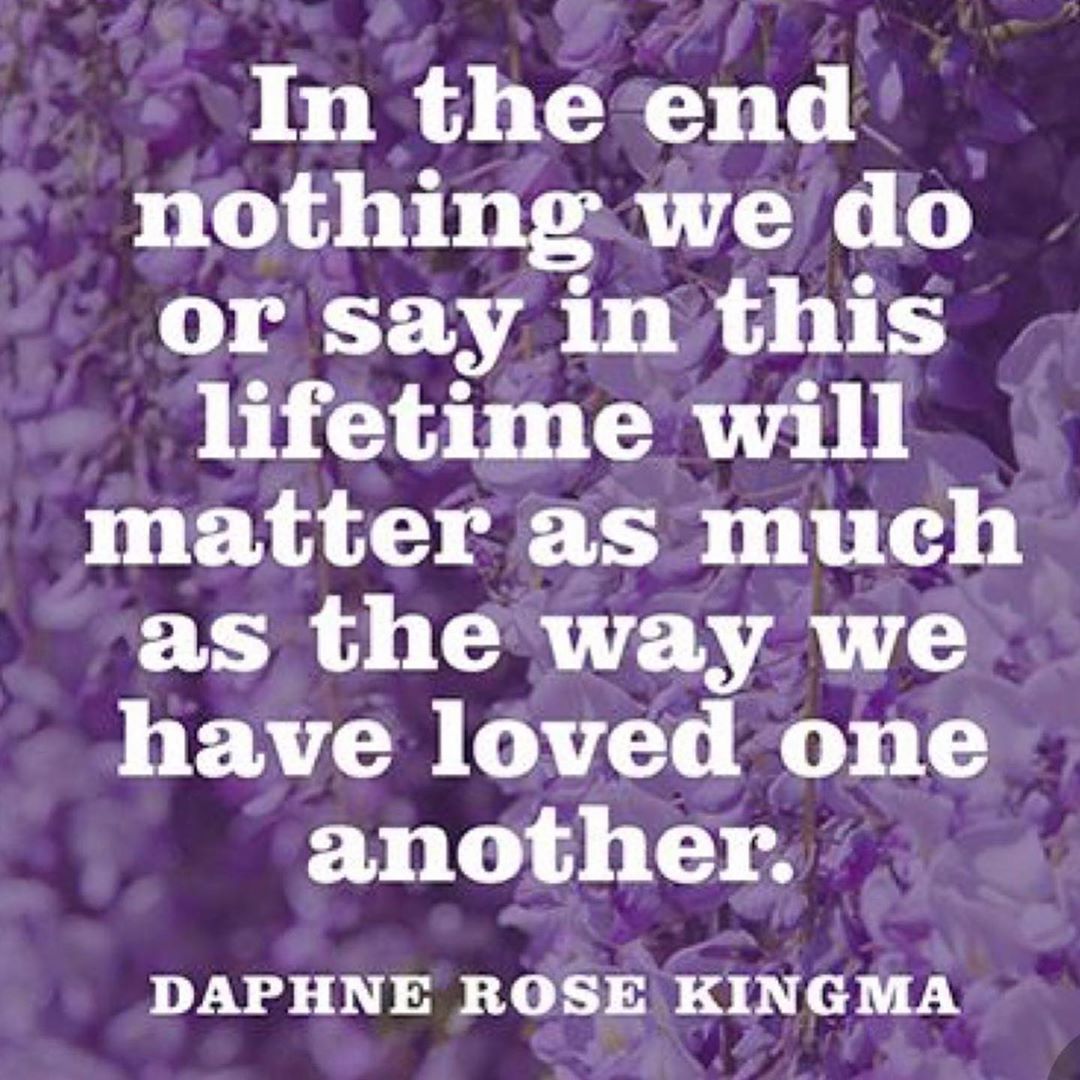 In the end
nothing we do
or say in this
lifetime will
matter as much
as the way we
have loved one
another.
DAPHNE ROSE KINGMA